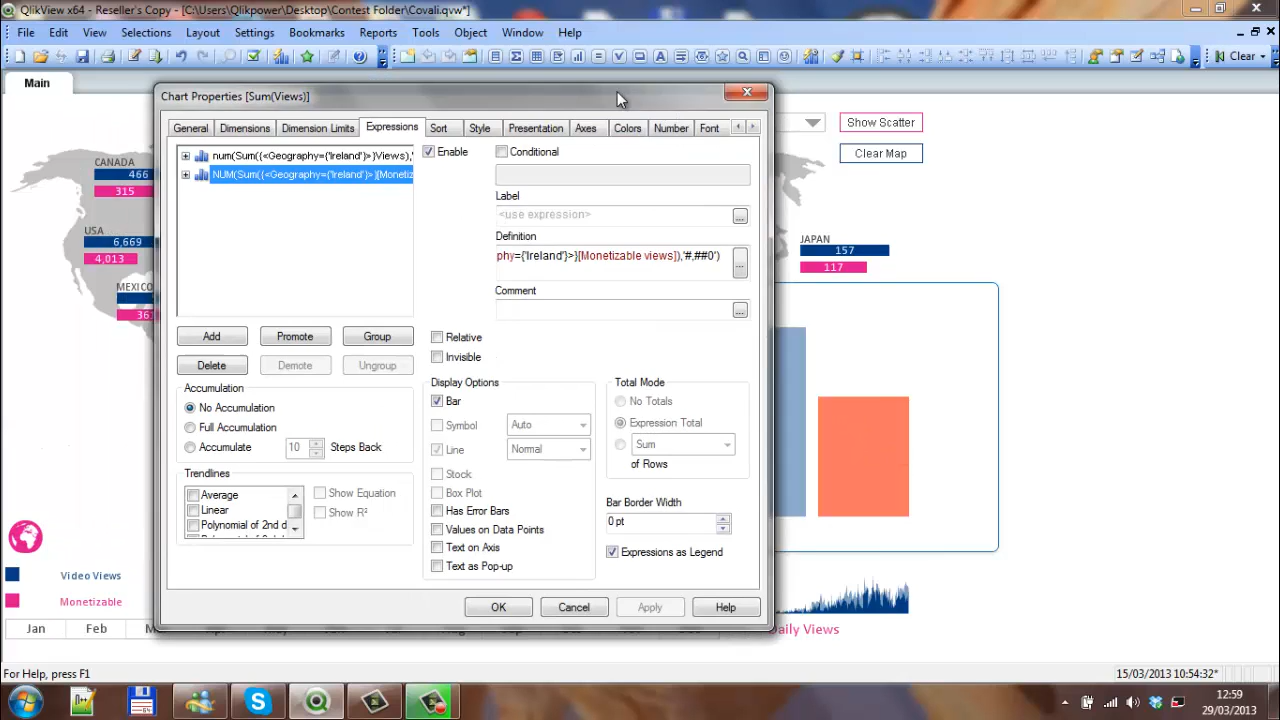 QlikView x64 - Reseller's Copy - [C:\Users\Qlikpower\Desktop\Contest Folder\Covali.qvw*]
File Edit View Selections Layout Settings Bookmarks Reports Tools Object Window Help
Clear
Main
Chart Properties [Sum(Views)]
General Dimensions Dimension Limits Expressions Sort Style Presentation Axes Colors Number Font
num(Sum({<Geography={'Ireland'}>}Views),'
NUM(Sum({<Geography={'Ireland'}>}[Monetiz
Enable
Conditional
Label
<use expression>
...
Definition
phy={'Ireland'}>}[Monetizable views]),'#,##0')
...
Comment
...
Add Promote Group
Delete Demote Ungroup
Relative
Invisible
Accumulation
No Accumulation
Full Accumulation
Accumulate 10 Steps Back
Trendlines
Average
Linear
Polynomial of 2nd d
Show Equation
Show R²
Display Options
Bar
Symbol Auto
Line Normal
Stock
Box Plot
Has Error Bars
Values on Data Points
Text on Axis
Text as Pop-up
Total Mode
No Totals
Expression Total
Sum
of Rows
Bar Border Width
0 pt
Expressions as Legend
OK Cancel Apply Help
Show Scatter
Clear Map
CANADA
466
315
USA
6,669
4,013
MEXICO
361
JAPAN
157
117
Video Views
Monetizable
Jan Feb
Daily Views
For Help, press F1
15/03/2013 10:54:32*
12:59
29/03/2013